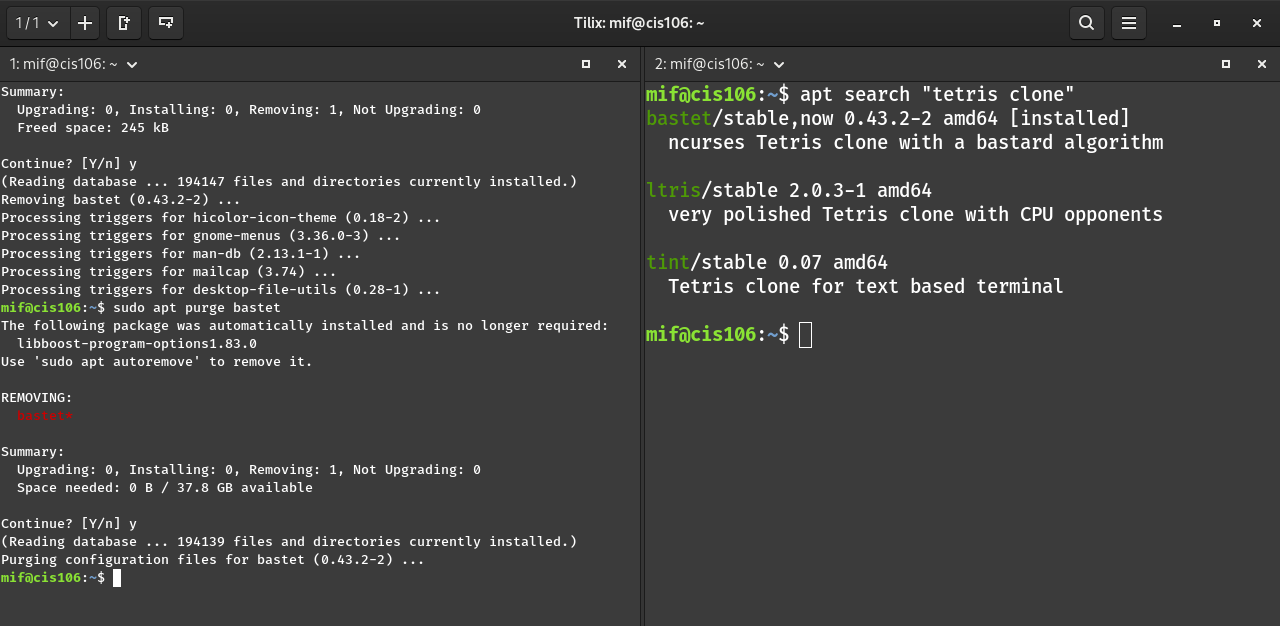 1 / 1
Tilix: mif@cis106: ~
1: mif@cis106: ~
Summary:
  Upgrading: 0, Installing: 0, Removing: 1, Not Upgrading: 0
  Freed space: 245 kB
Continue? [Y/n] y
(Reading database ... 194147 files and directories currently installed.)
Removing bastet (0.43.2-2) ...
Processing triggers for hicolor-icon-theme (0.18-2) ...
Processing triggers for gnome-menus (3.36.0-3) ...
Processing triggers for man-db (2.13.1-1) ...
Processing triggers for mailcap (3.74) ...
Processing triggers for desktop-file-utils (0.28-1) ...
mif@cis106:~$ sudo apt purge bastet
The following package was automatically installed and is no longer required:
  libboost-program-options1.83.0
Use 'sudo apt autoremove' to remove it.
REMOVING:
  bastet*
Summary:
  Upgrading: 0, Installing: 0, Removing: 1, Not Upgrading: 0
  Space needed: 0 B / 37.8 GB available
Continue? [Y/n] y
(Reading database ... 194139 files and directories currently installed.)
Purging configuration files for bastet (0.43.2-2) ...
mif@cis106:~$
2: mif@cis106: ~
mif@cis106:~$ apt search "tetris clone"
bastet/stable,now 0.43.2-2 amd64 [installed]
  ncurses Tetris clone with a bastard algorithm
ltris/stable 2.0.3-1 amd64
  very polished Tetris clone with CPU opponents
tint/stable 0.07 amd64
  Tetris clone for text based terminal
mif@cis106:~$